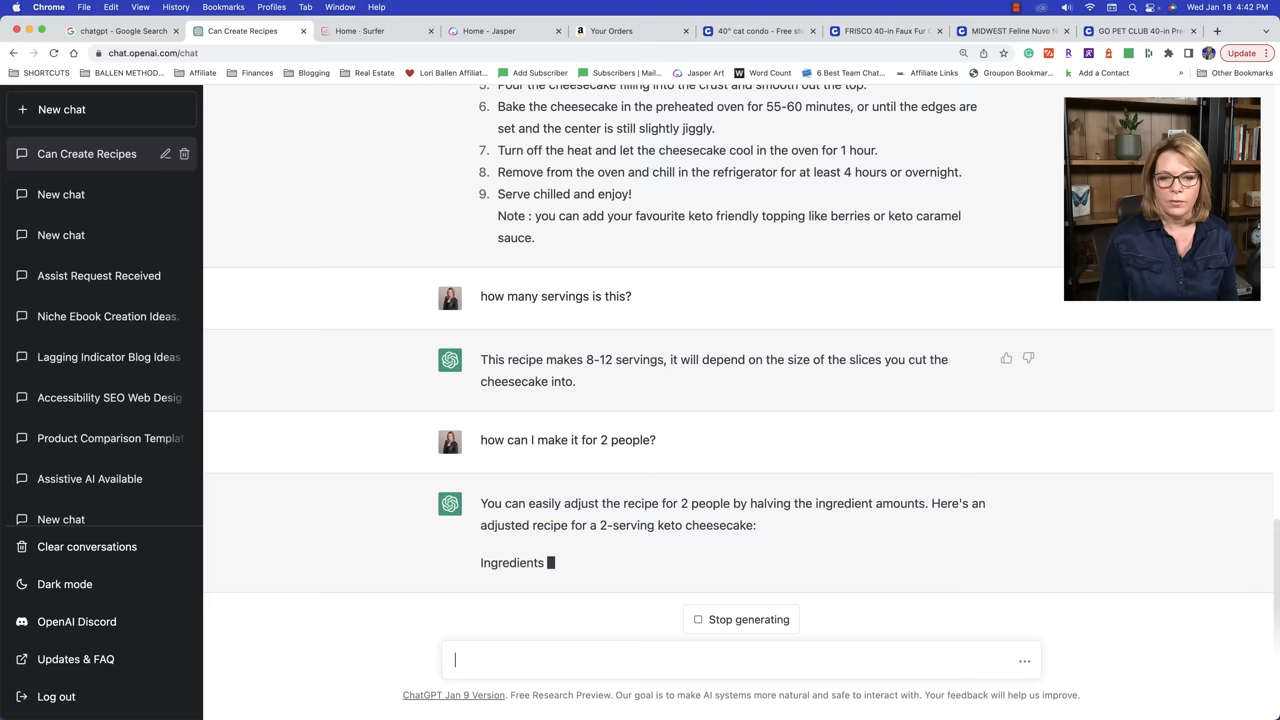 Chrome File Edit View History Bookmarks Profiles Tab Window Help
Wed Jan 18 4:42 PM
chatgpt - Google Search
Can Create Recipes
Home · Surfer
Home - Jasper
Your Orders
40" cat condo - Free sh
FRISCO 40-in Faux Fur C
MIDWEST Feline Nuvo N
GO PET CLUB 40-in Pre
chat.openai.com/chat
Update
SHORTCUTS
BALLEN METHOD...
Affiliate
Finances
Blogging
Real Estate
Lori Ballen Affiliat...
Add Subscriber
Subscribers | Mail...
Jasper Art
Word Count
6 Best Team Chat...
Affiliate Links
Groupon Bookmar...
Add a Contact
»
Other Bookmarks
New chat
Can Create Recipes
New chat
New chat
Assist Request Received
Niche Ebook Creation Ideas.
Lagging Indicator Blog Ideas
Accessibility SEO Web Desig
Product Comparison Templat
Assistive AI Available
New chat
Clear conversations
Dark mode
OpenAI Discord
Updates & FAQ
Log out
5. Pour the cheesecake filling into the crust and smooth out the top.
6. Bake the cheesecake in the preheated oven for 55-60 minutes, or until the edges are
set and the center is still slightly jiggly.
7. Turn off the heat and let the cheesecake cool in the oven for 1 hour.
8. Remove from the oven and chill in the refrigerator for at least 4 hours or overnight.
9. Serve chilled and enjoy!
Note : you can add your favourite keto friendly topping like berries or keto caramel
sauce.
how many servings is this?
This recipe makes 8-12 servings, it will depend on the size of the slices you cut the
cheesecake into.
how can I make it for 2 people?
You can easily adjust the recipe for 2 people by halving the ingredient amounts. Here's an
adjusted recipe for a 2-serving keto cheesecake:
Ingredients
Stop generating
ChatGPT Jan 9 Version. Free Research Preview. Our goal is to make AI systems more natural and safe to interact with. Your feedback will help us improve.